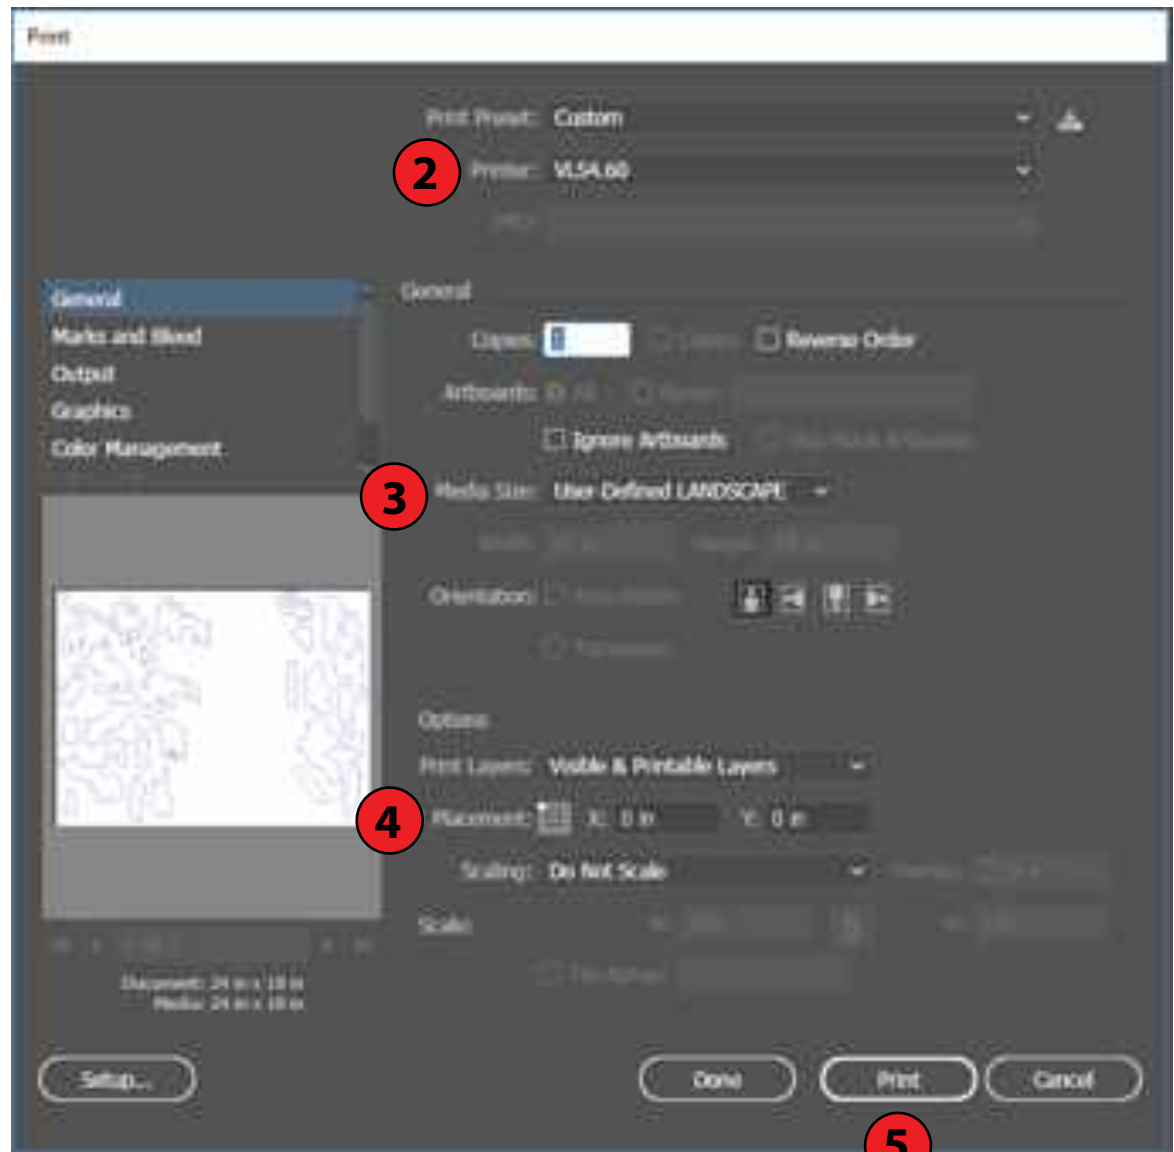 Print
Print Preset: Custom
2 Printer: VLS4.60
General
Marks and Bleed
Output
Graphics
Color Management
General
Copies: Reverse Order
Artboards:
Ignore Artboards
3 Media Size: User Defined LANDSCAPE
Orientation:
Options
Print Layers: Visible & Printable Layers
4 Placement: X: 0 in Y: 0 in
Scaling: Do Not Scale
Scale:
Document: 24 in x 18 in
Media: 24 in x 18 in
Setup... Done Print Cancel
5